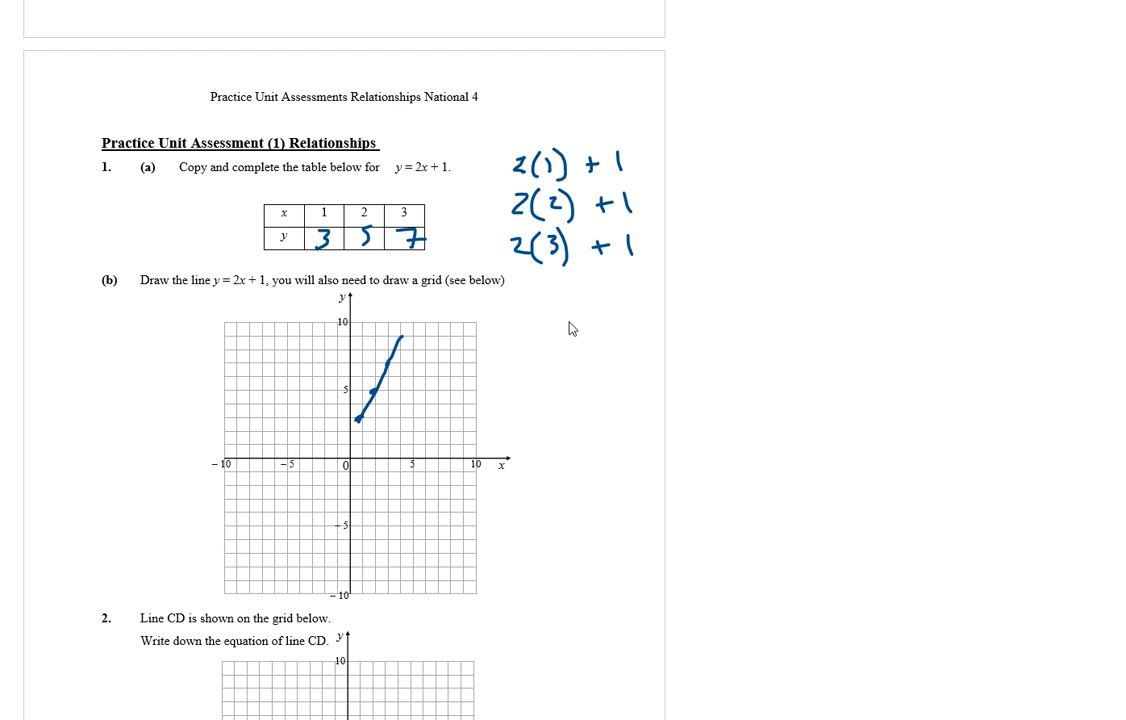 Practice Unit Assessments Relationships National 4
Practice Unit Assessment (1) Relationships
1. (a) Copy and complete the table below for y = 2x + 1.
2(1) + 1
2(2) + 1
2(3) + 1
x 1 2 3
y 3 5 7
(b) Draw the line y = 2x + 1, you will also need to draw a grid (see below)
y
10
5
– 10 – 5 0 5 10 x
– 5
– 10
2. Line CD is shown on the grid below.
Write down the equation of line CD.
y
10